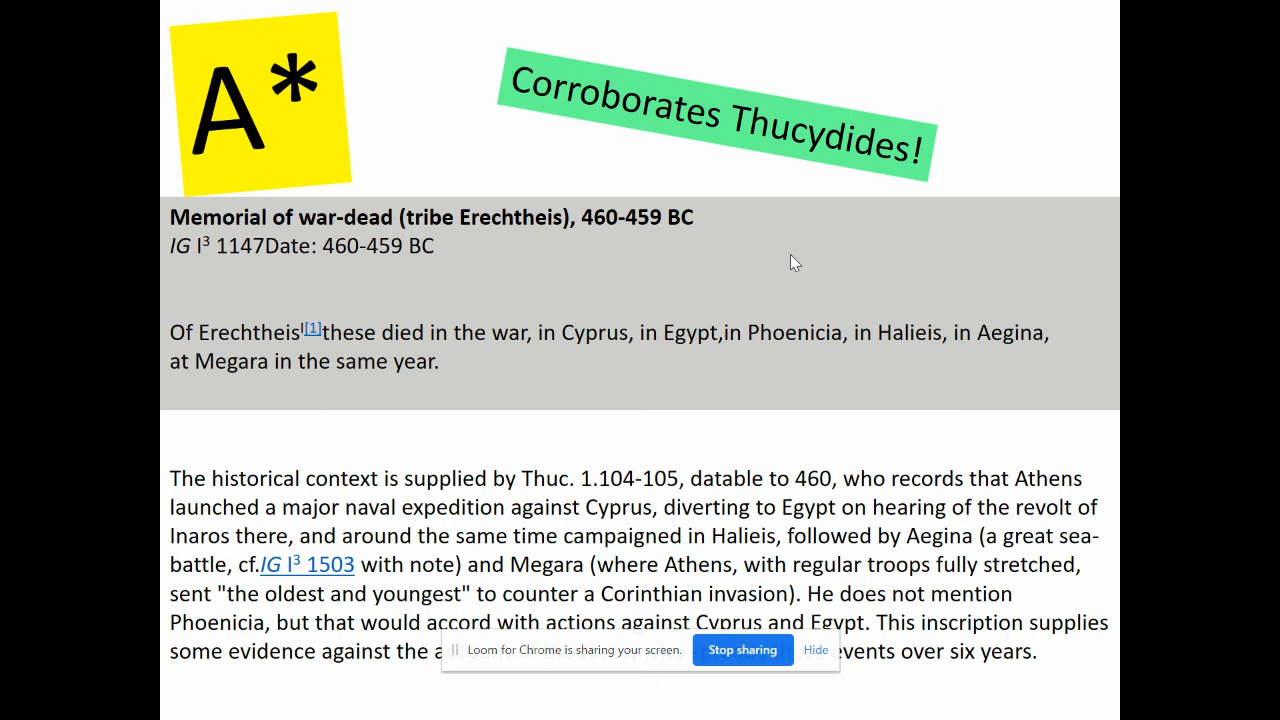 A*
Corroborates Thucydides!
Memorial of war-dead (tribe Erechtheis), 460-459 BC
IG I³ 1147Date: 460-459 BC
Of Erechtheis[1]these died in the war, in Cyprus, in Egypt,in Phoenicia, in Halieis, in Aegina,
at Megara in the same year.
The historical context is supplied by Thuc. 1.104-105, datable to 460, who records that Athens
launched a major naval expedition against Cyprus, diverting to Egypt on hearing of the revolt of
Inaros there, and around the same time campaigned in Halieis, followed by Aegina (a great sea-
battle, cf.IG I³ 1503 with note) and Megara (where Athens, with regular troops fully stretched,
sent "the oldest and youngest" to counter a Corinthian invasion). He does not mention
Phoenicia, but that would accord with actions against Cyprus and Egypt. This inscription supplies
some evidence against the events over six years.
Loom for Chrome is sharing your screen.
Stop sharing
Hide